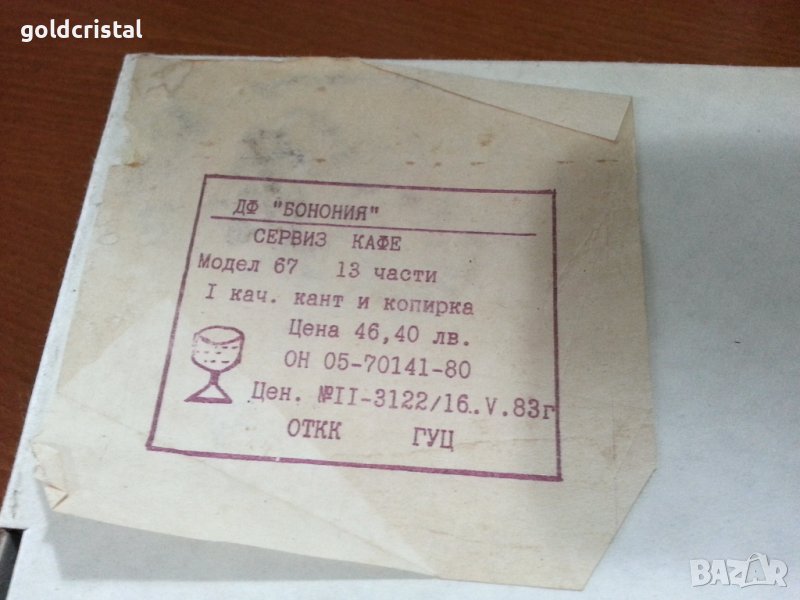 goldcristal
ДФ "БОНОНИЯ"
СЕРВИЗ КАФЕ
Модел 67 13 части
I кач. кант и копирка
Цена 46,40 лв.
ОН 05-70141-80
Цен. №II-3122/16.V.83г
ОТКК ГУЦ
BAZAR